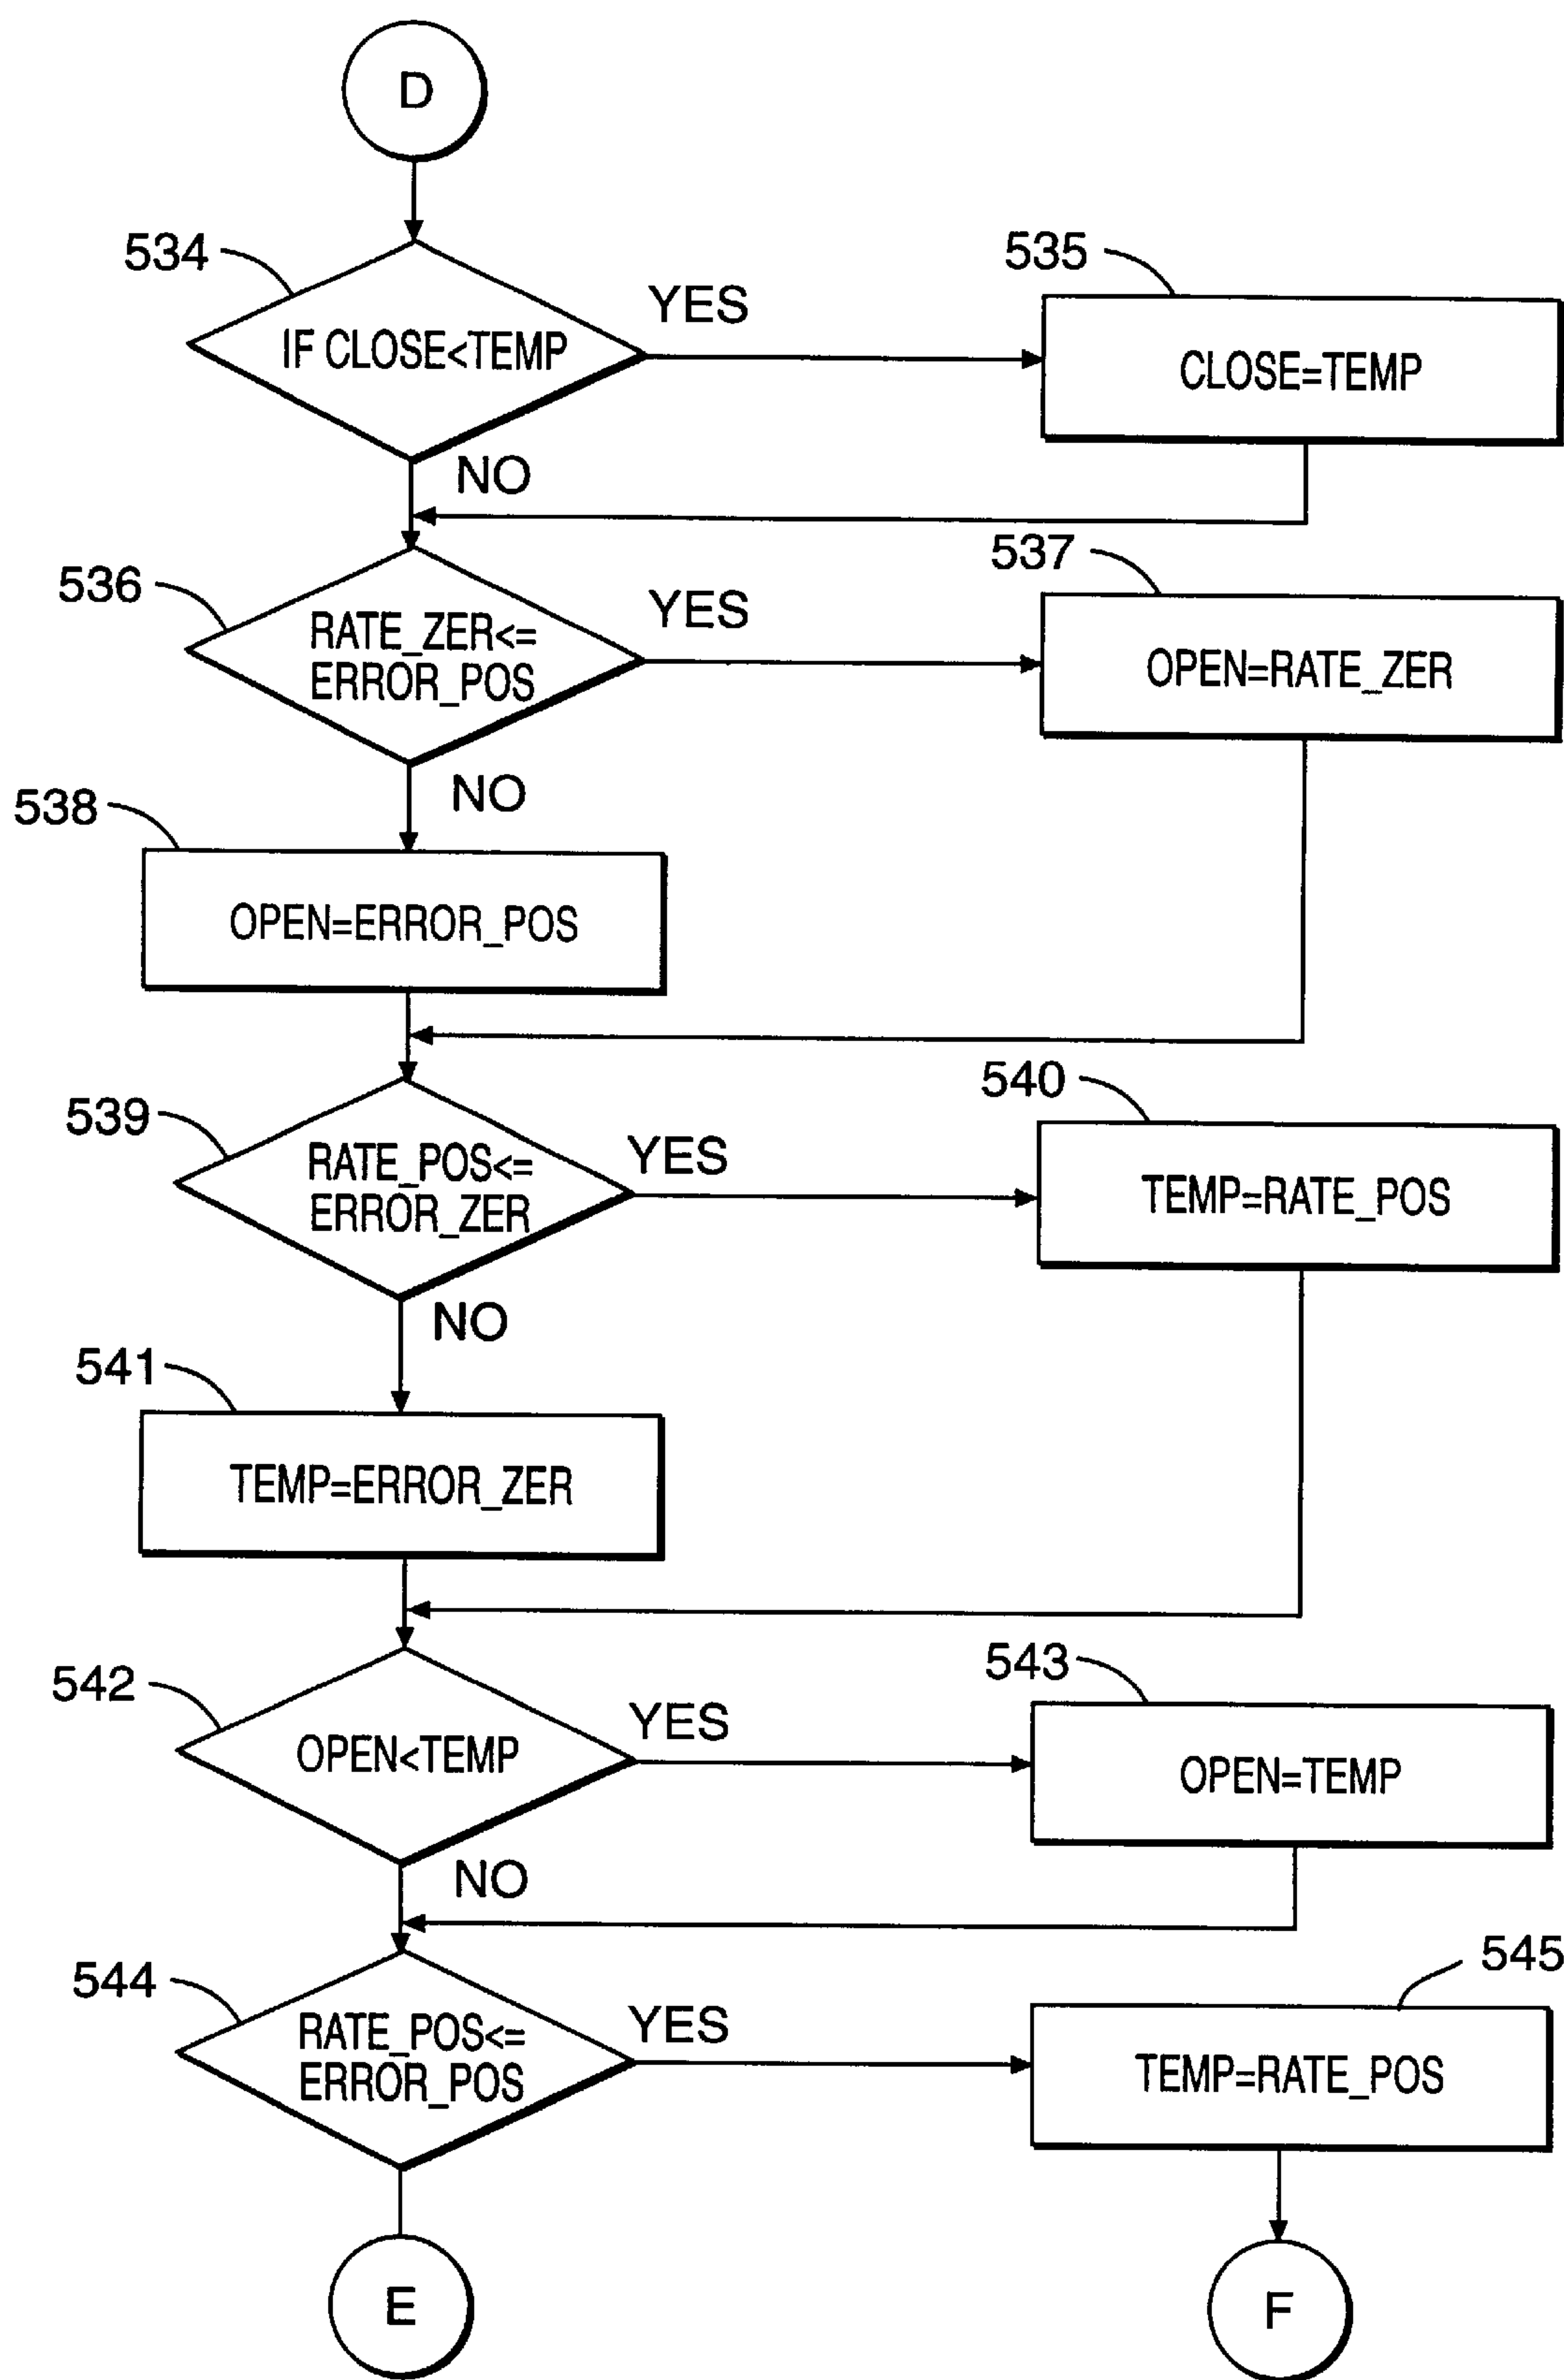 D
534
IF CLOSE<TEMP
YES
535
CLOSE=TEMP
NO
536
RATE_ZER<=
ERROR_POS
YES
537
OPEN=RATE_ZER
NO
538
OPEN=ERROR_POS
539
RATE_POS<=
ERROR_ZER
YES
540
TEMP=RATE_POS
NO
541
TEMP=ERROR_ZER
542
OPEN<TEMP
YES
543
OPEN=TEMP
NO
544
RATE_POS<=
ERROR_POS
YES
545
TEMP=RATE_POS
E
F